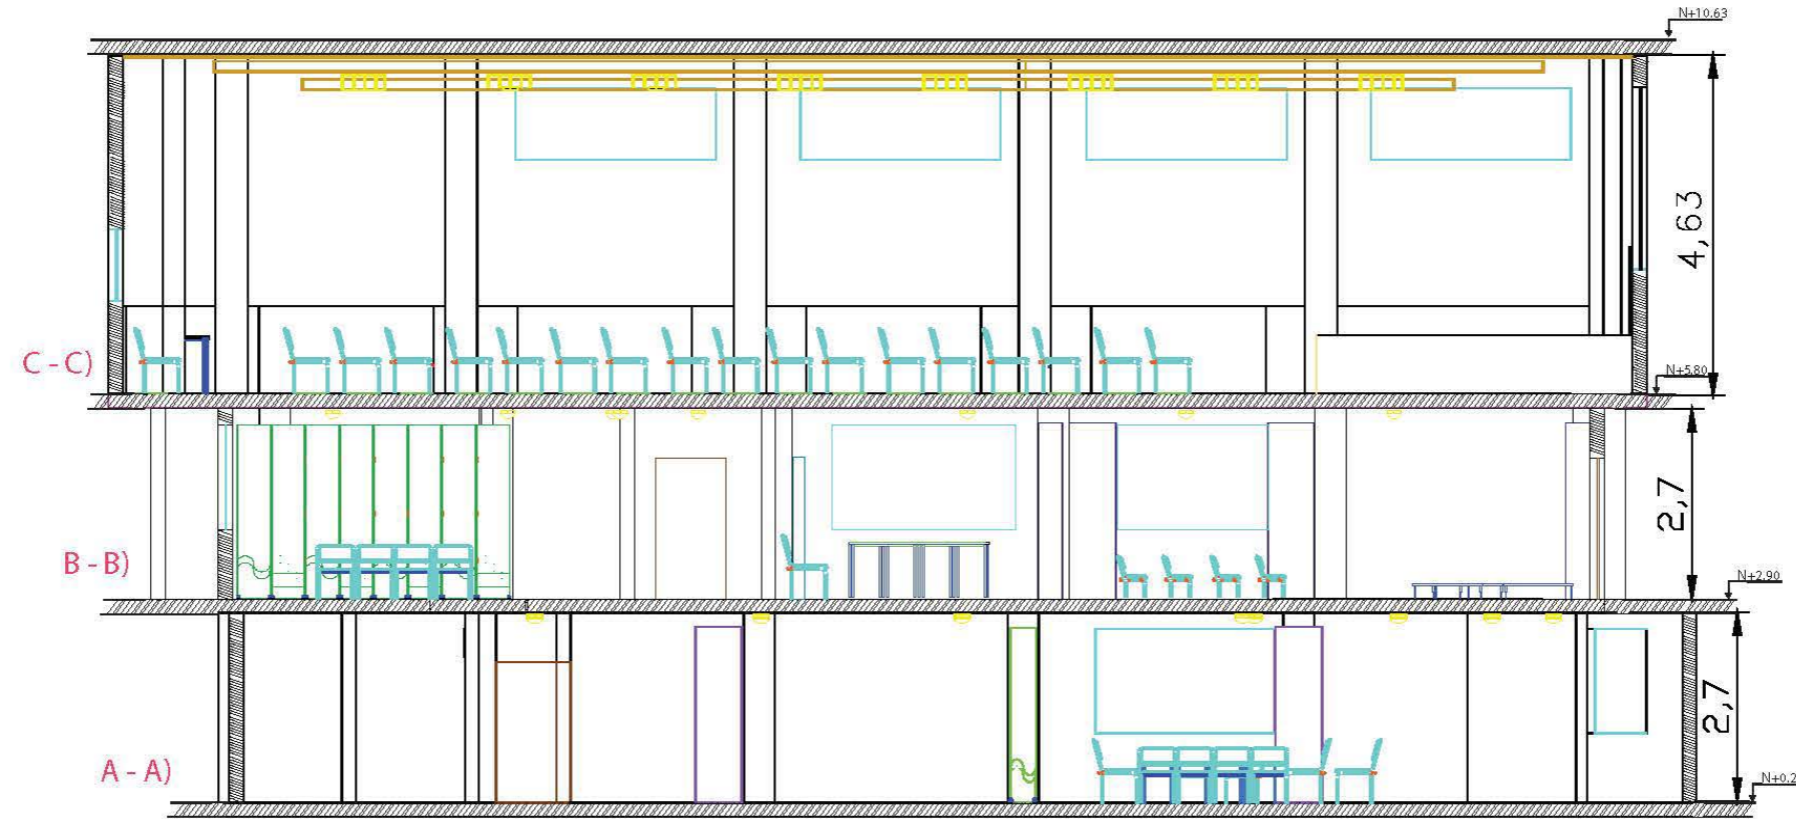 N+10.63
4,63
C - C)
N+5.80
2,7
B - B)
N+2.90
2,7
A - A)
N+0.2